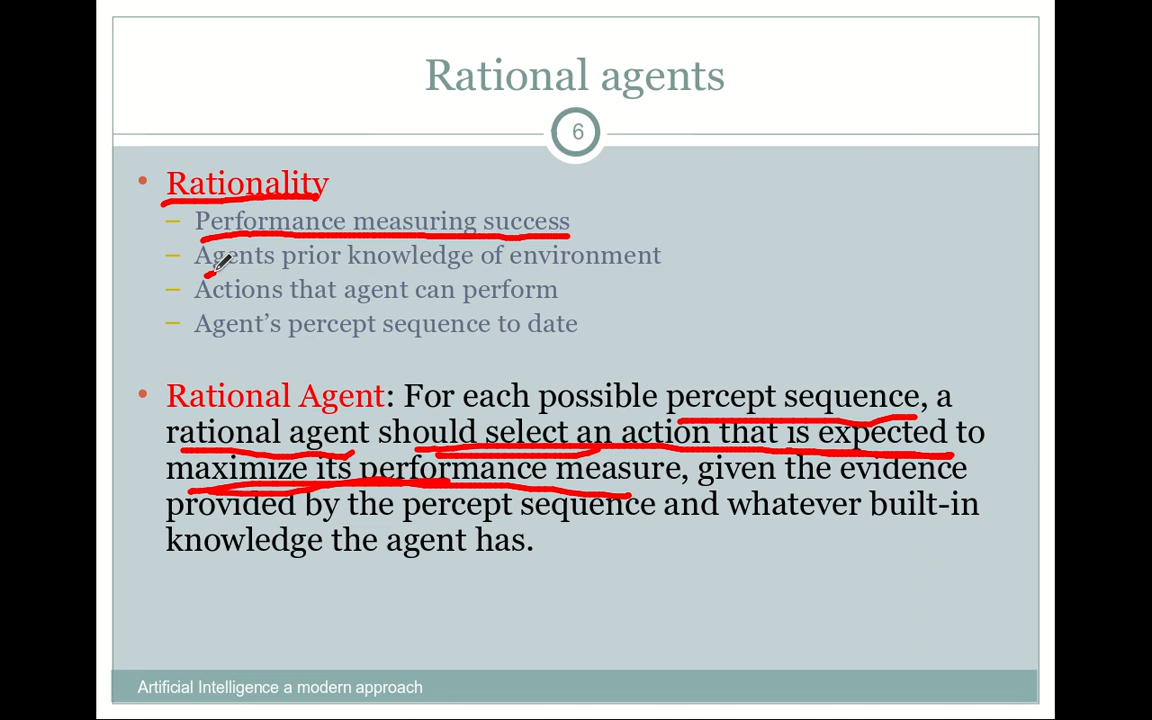 Rational agents
6
• Rationality
– Performance measuring success
– Agents prior knowledge of environment
– Actions that agent can perform
– Agent’s percept sequence to date
• Rational Agent: For each possible percept sequence, a
rational agent should select an action that is expected to
maximize its performance measure, given the evidence
provided by the percept sequence and whatever built-in
knowledge the agent has.
Artificial Intelligence a modern approach